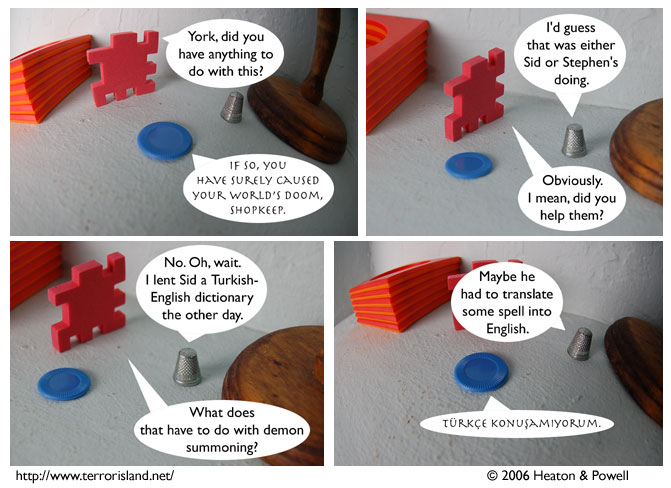 York, did you
have anything to
do with this?
IF SO, YOU
HAVE SURELY CAUSED
YOUR WORLD'S DOOM,
SHOPKEEP.
I'd guess
that was either
Sid or Stephen's
doing.
Obviously.
I mean, did you
help them?
No. Oh, wait.
I lent Sid a Turkish-
English dictionary
the other day.
What does
that have to do with demon
summoning?
Maybe he
had to translate
some spell into
English.
TÜRKÇE KONUŞAMIYORUM.
http://www.terrorisland.net/
© 2006 Heaton & Powell